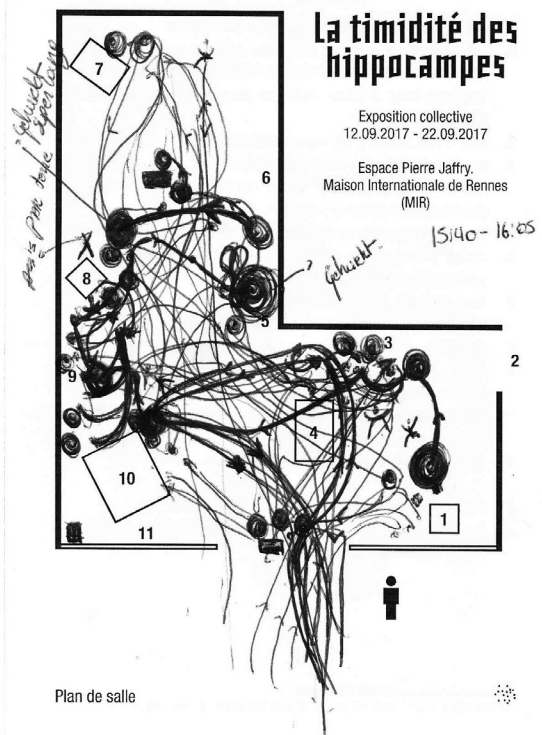 La timidité des
hippocampes
Exposition collective
12.09.2017 - 22.09.2017
Espace Pierre Jaffry.
Maison Internationale de Rennes
(MIR)
15:40 - 16:05
7
6
8
5
3
2
9
4
10
1
11
Plan de salle